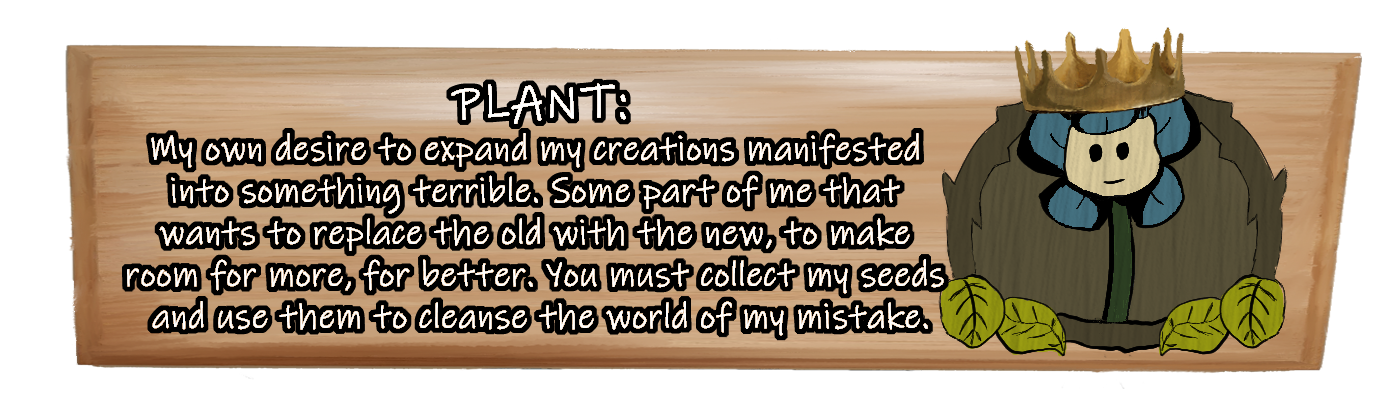 PLANT:
My own desire to expand my creations manifested
into something terrible. Some part of me that
wants to replace the old with the new, to make
room for more, for better. You must collect my seeds
and use them to cleanse the world of my mistake.